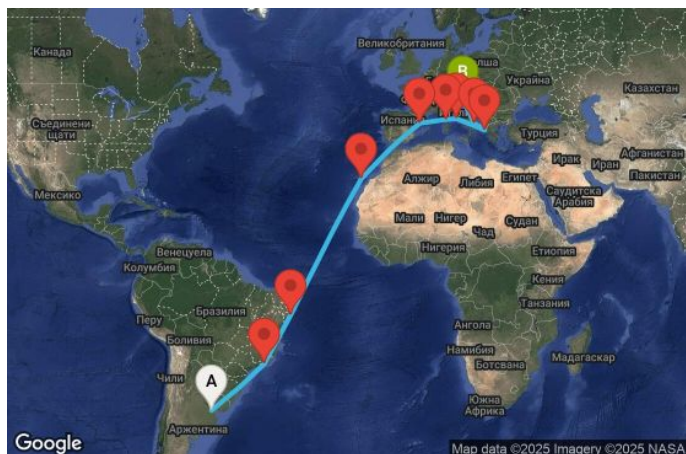 Канада
Великобритания
B
лша
Украйна
Казахстан
Съединени
щати
Испани
Турция
Мексико
Алжир
Либия
Египет
Ирак
Иран
Афганистан
Пакистан
Саудитска
Арабия
Мали
Нигер
Чад
Судан
Венецуела
Колумбия
Нигерия
Етиопия
Кения
Перу
Бразилия
Боливия
Танзания
Ангола
Намибия
Ботсвана
Мадагаскар
Чили
A
Южна
Африка
Аржентина
Google
Map data ©2025 Imagery ©2025 NASA